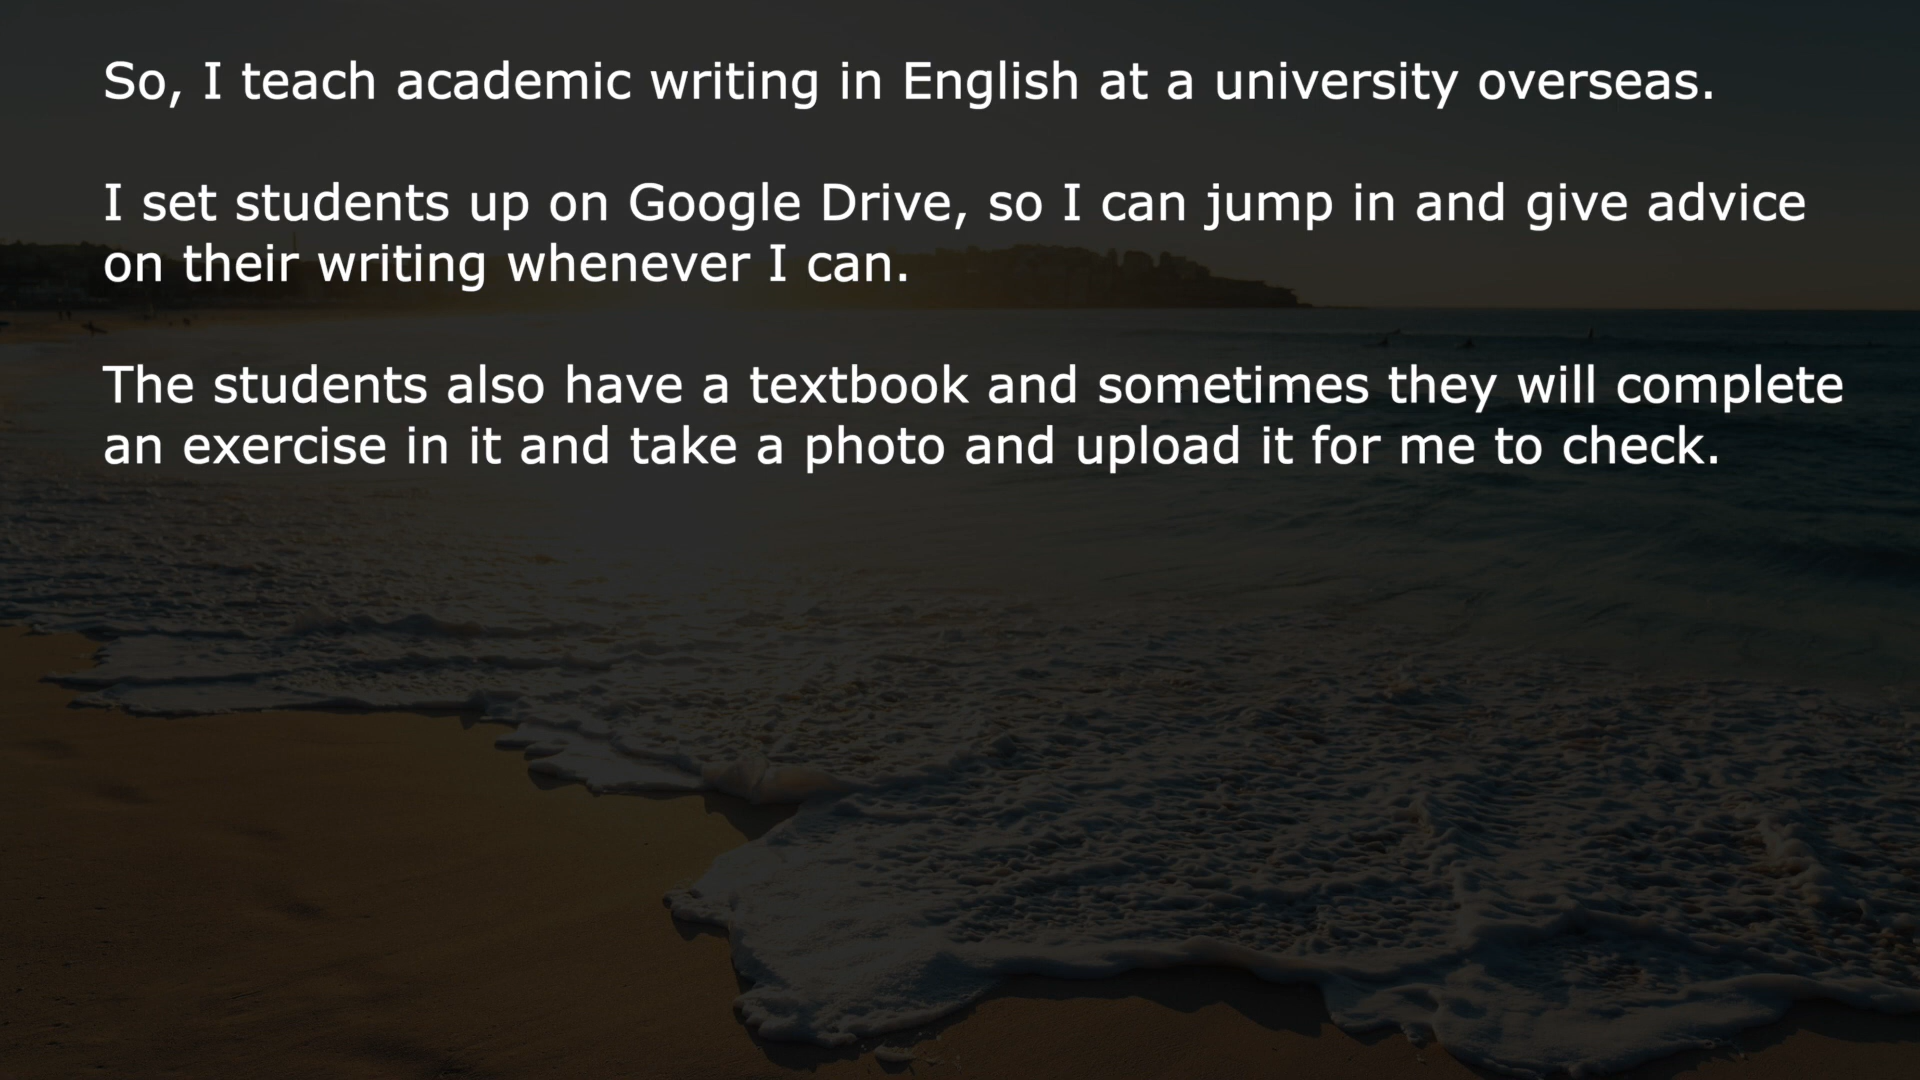 So, I teach academic writing in English at a university overseas.
I set students up on Google Drive, so I can jump in and give advice
on their writing whenever I can.
The students also have a textbook and sometimes they will complete
an exercise in it and take a photo and upload it for me to check.